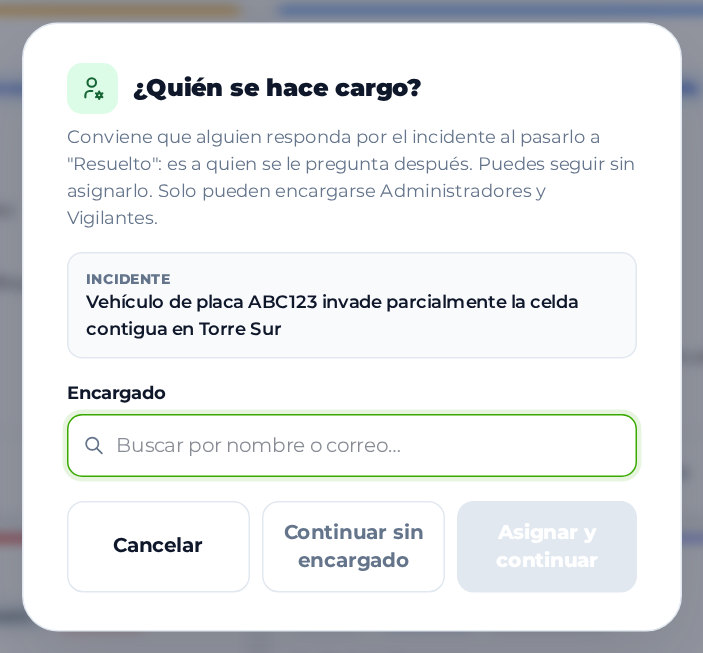 ¿Quién se hace cargo?
Conviene que alguien responda por el incidente al pasarlo a
"Resuelto": es a quien se le pregunta después. Puedes seguir sin
asignarlo. Solo pueden encargarse Administradores y
Vigilantes.
INCIDENTE
Vehículo de placa ABC123 invade parcialmente la celda
contigua en Torre Sur
Encargado
Buscar por nombre o correo...
Cancelar
Continuar sin
encargado
Asignar y
continuar